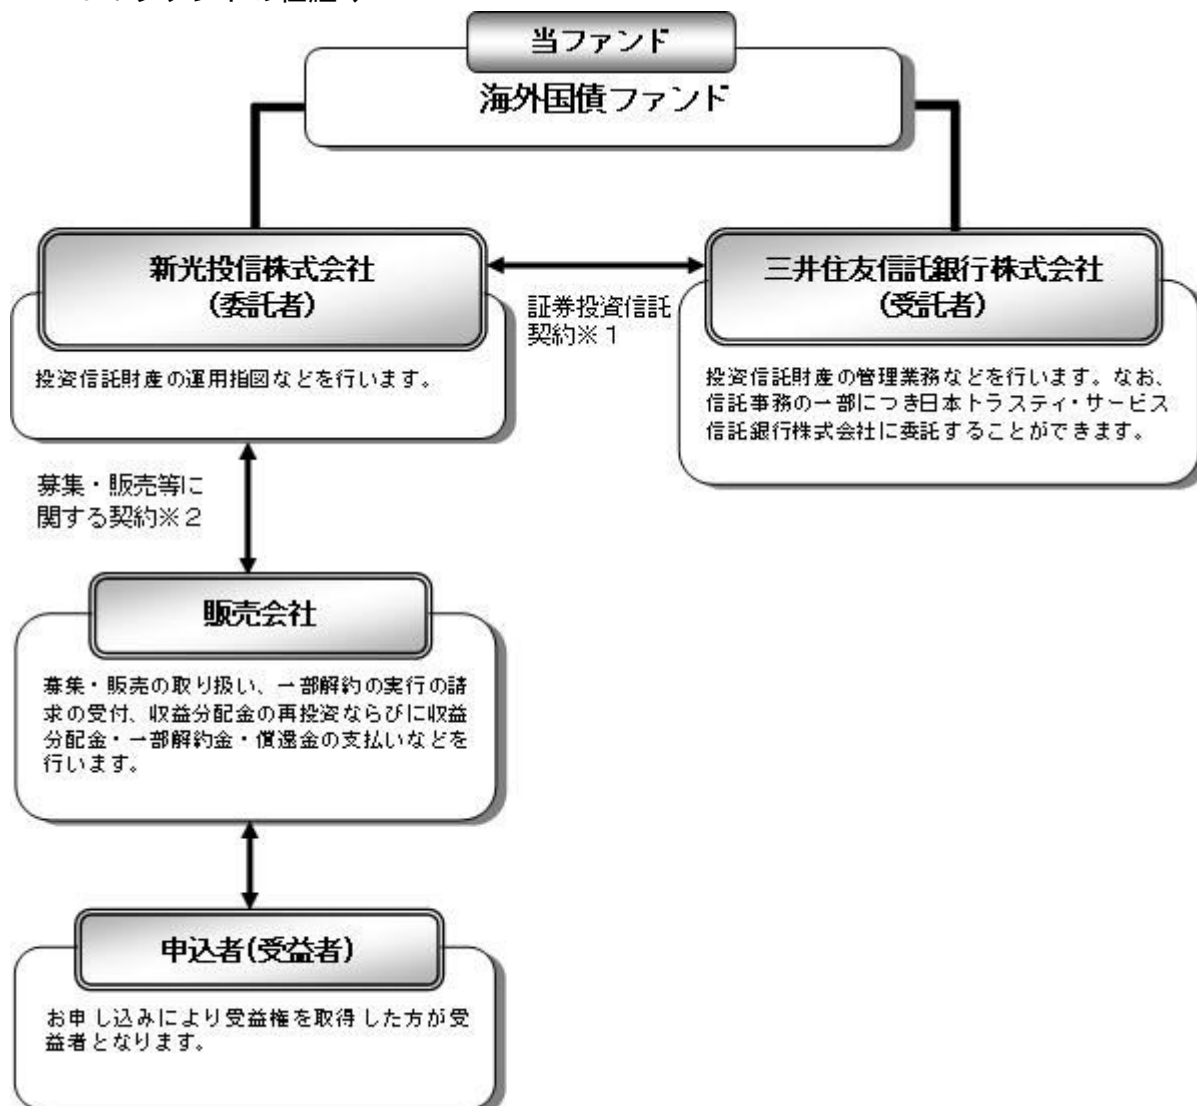 当ファンド
海外国債ファンド
新光投信株式会社
(委託者)
投資信託財産の運用指図などを行います。
証券投資信託
契約※１
三井住友信託銀行株式会社
(受託者)
投資信託財産の管理業務などを行います。なお、
信託事務の一部につき日本トラスティ・サービス
信託銀行株式会社に委託することができます。
募集・販売等に
関する契約※２
販売会社
募集・販売の取り扱い、一部解約の実行の請
求の受付、収益分配金の再投資ならびに収益
分配金・一部解約金・償還金の支払いなどを
行います。
申込者(受益者)
お申し込みにより受益権を取得した方が受
益者となります。